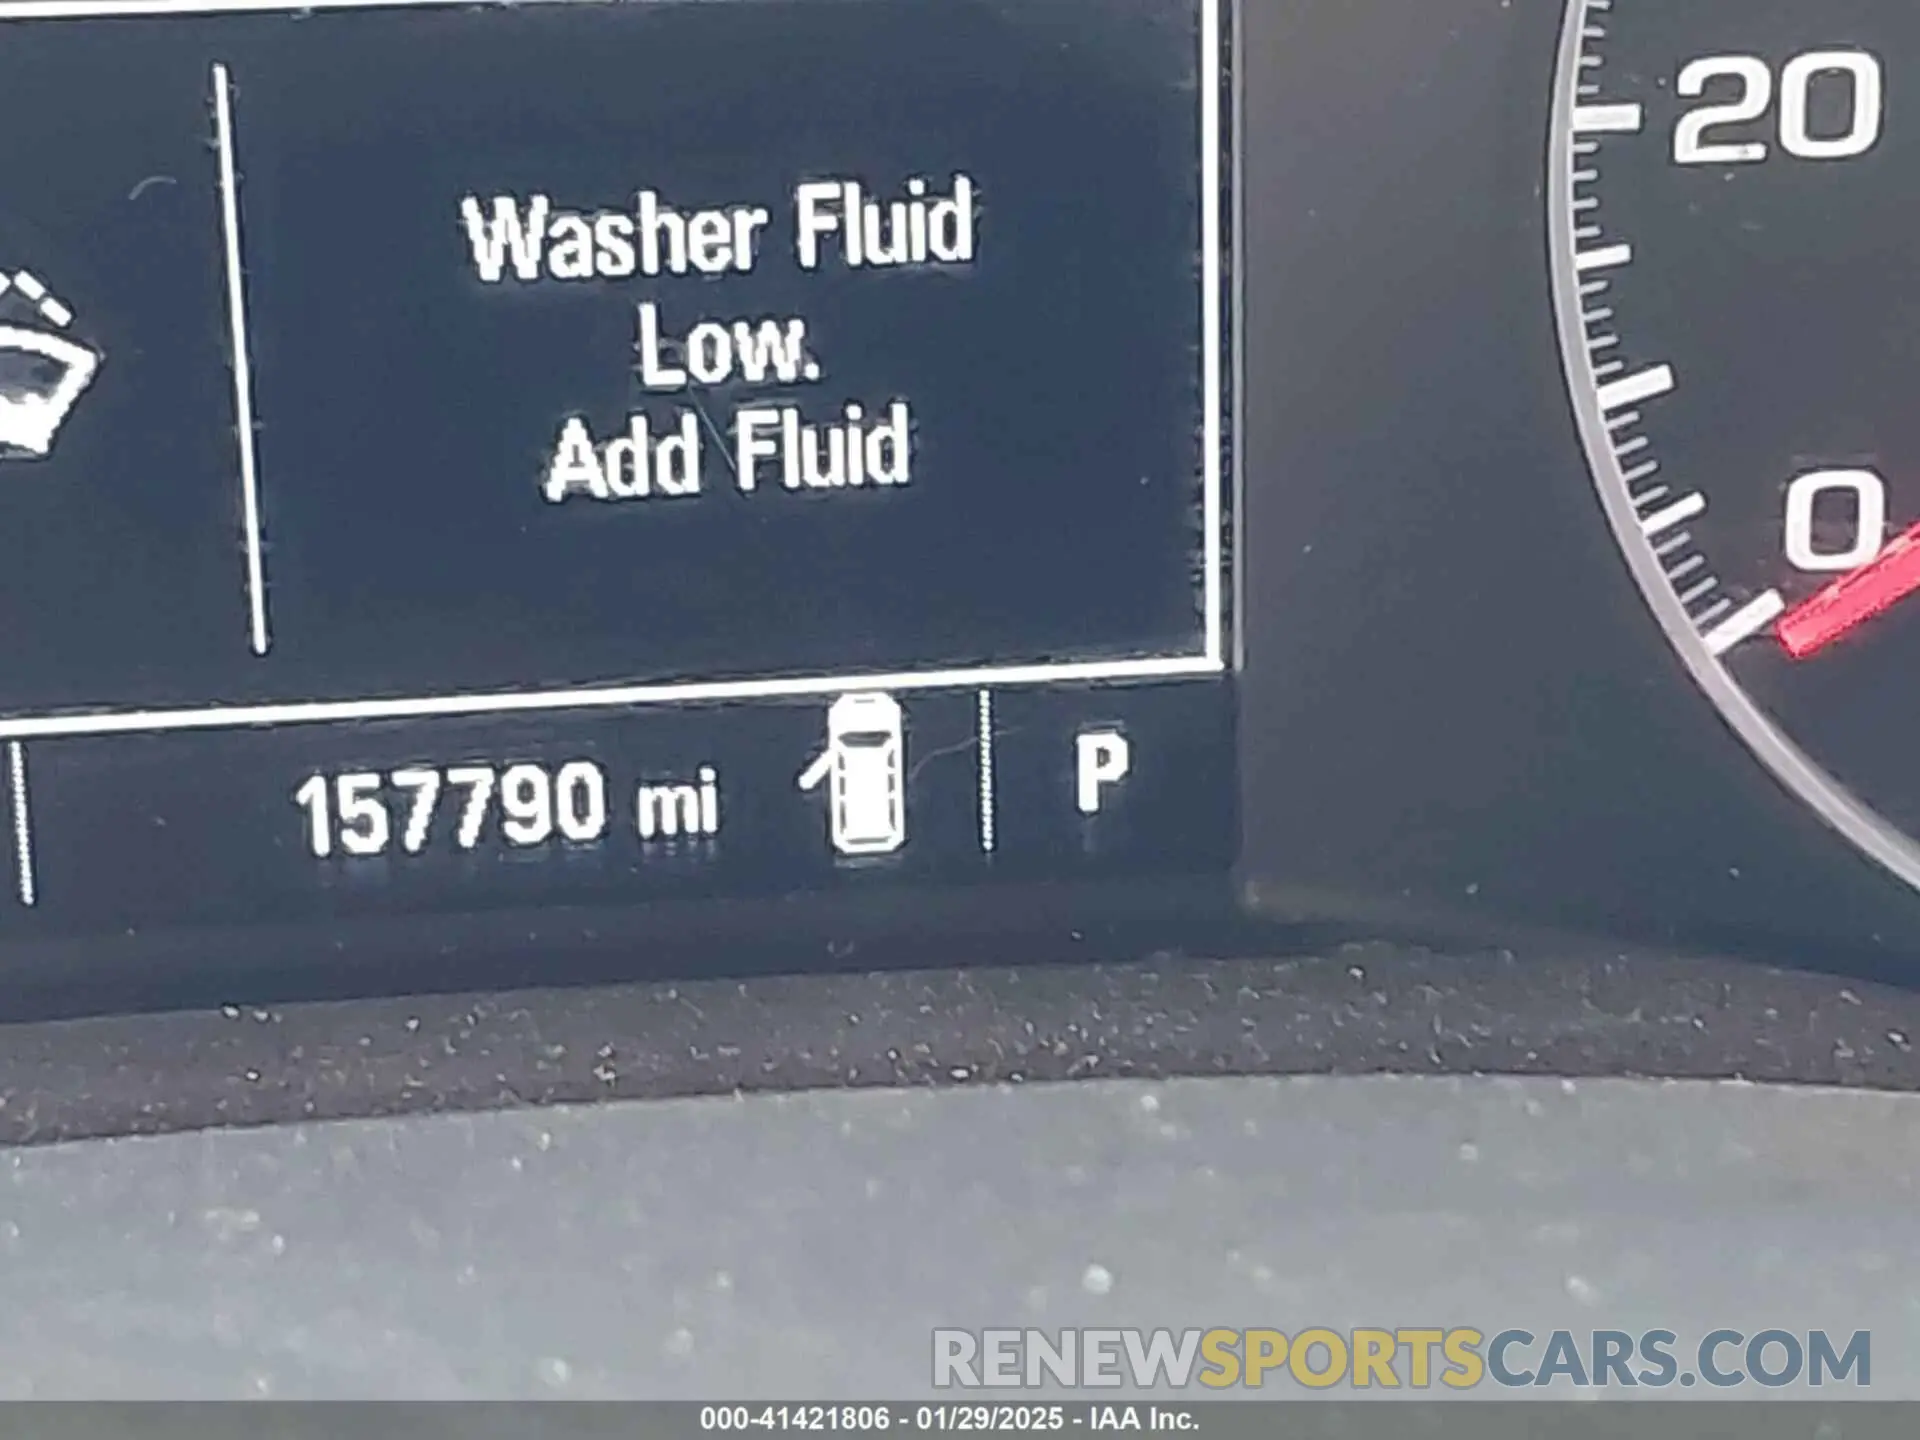 Washer Fluid
Low.
Add Fluid
20
0
157790 mi
P
RENEWSPORTSCARS.COM
000-41421806 - 01/29/2025 - IAA Inc.